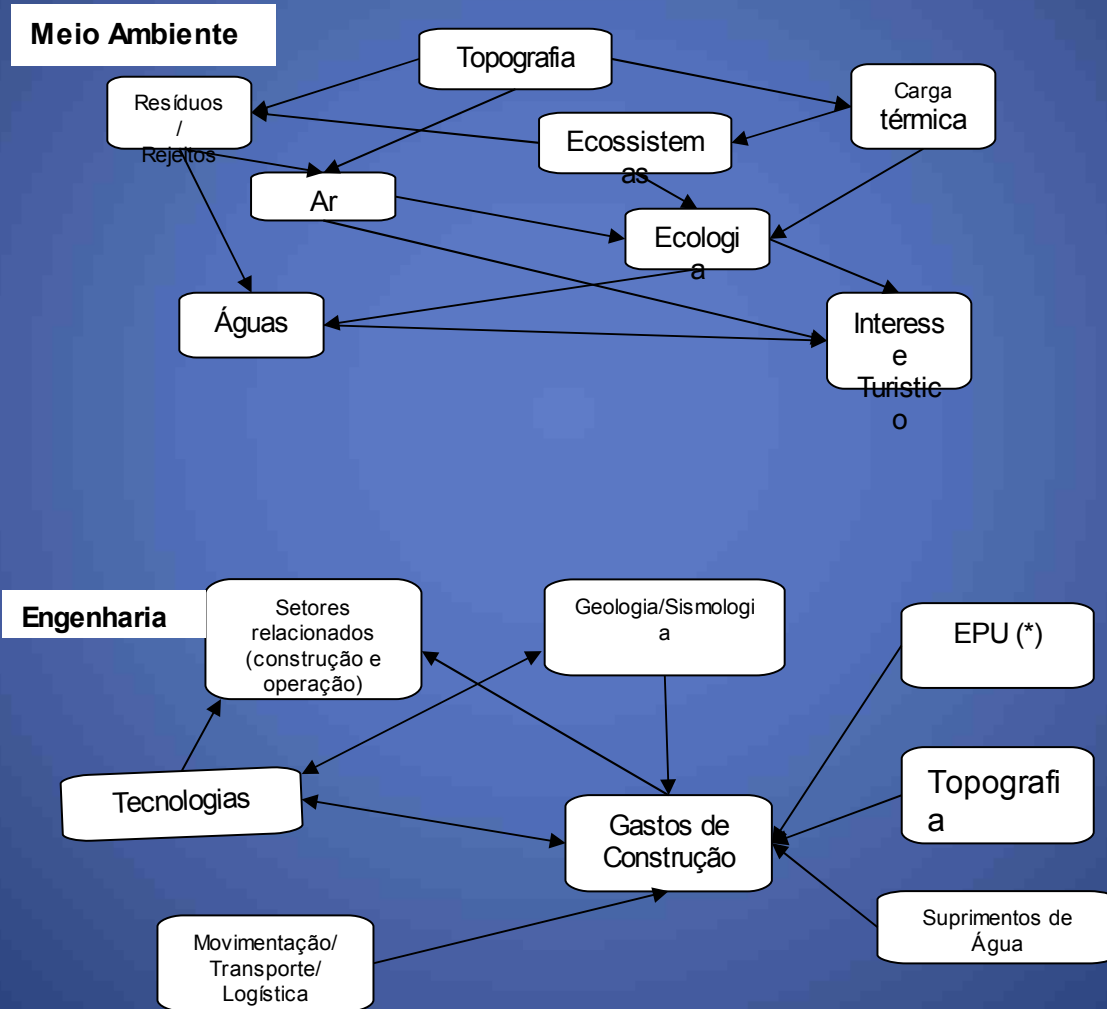 Meio Ambiente
Topografia
Resíduos
/
Rejeitos
Carga
térmica
Ecossistem
as
Ar
Ecologi
a
Águas
Interess
e
Turistic
o
Engenharia
Setores
relacionados
(construção e
operação)
Geologia/Sismologi
a
EPU (*)
Tecnologias
Topografi
a
Gastos de
Construção
Suprimentos de
Água
Movimentação/
Transporte/
Logística